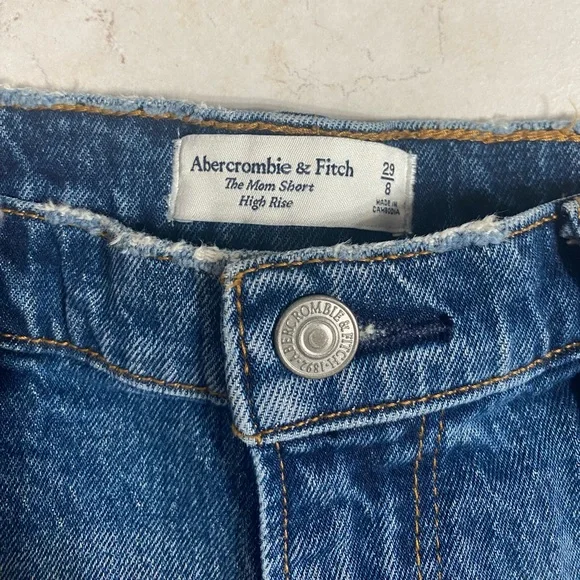 Abercrombie & Fitch
The Mom Short
High Rise
29
8
MADE IN
CAMBODIA
ABERCROMBIE & FITCH·1892·